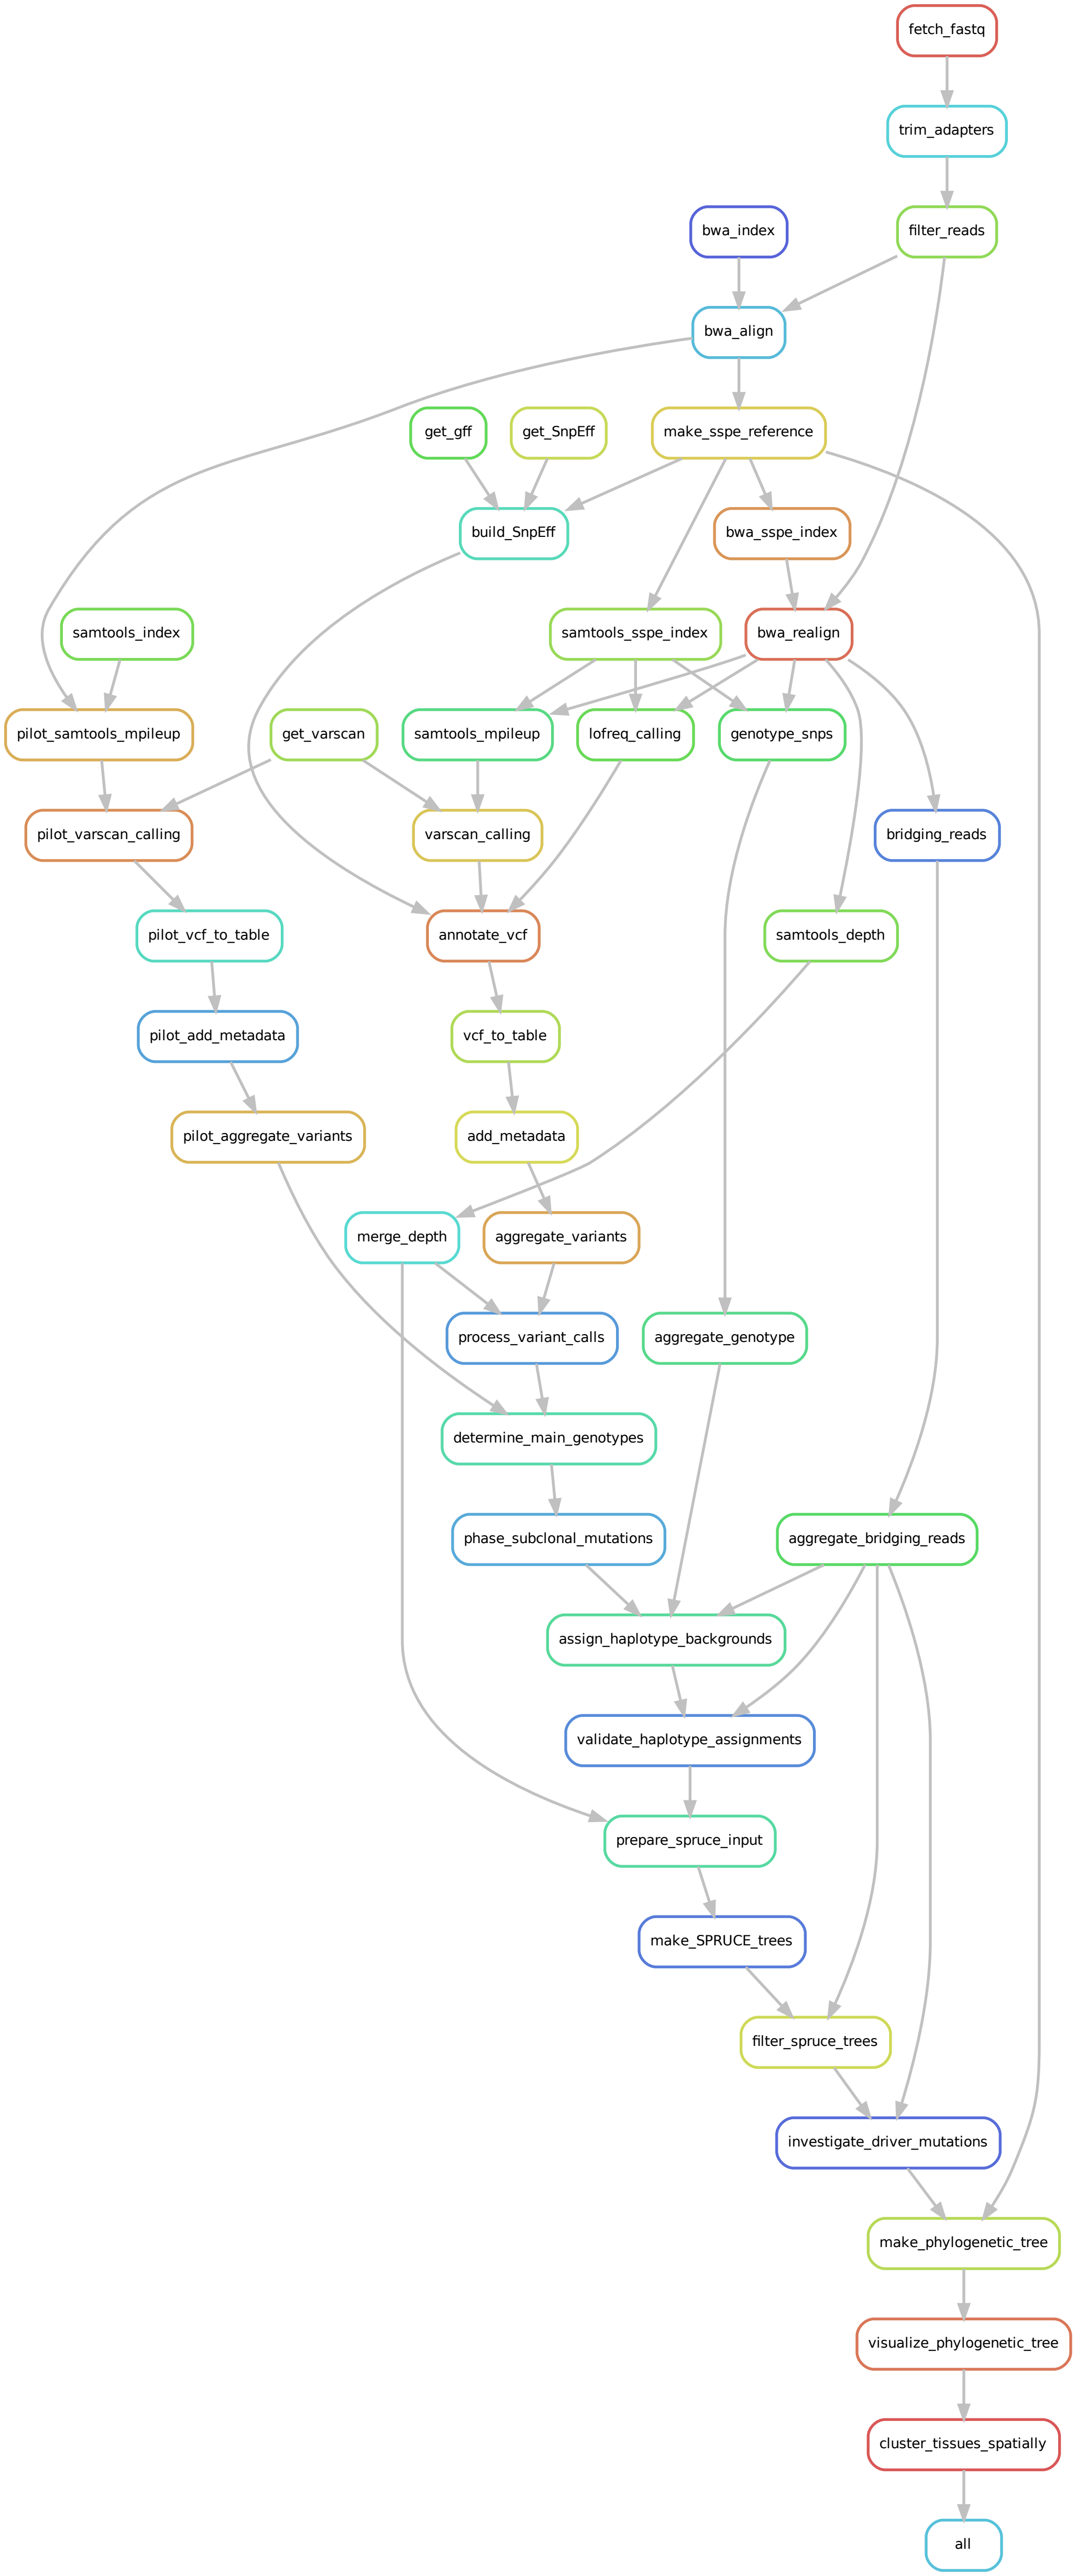 fetch_fastq
trim_adapters
bwa_index
filter_reads
bwa_align
get_gff
get_SnpEff
make_sspe_reference
build_SnpEff
bwa_sspe_index
samtools_index
samtools_sspe_index
bwa_realign
pilot_samtools_mpileup
get_varscan
samtools_mpileup
lofreq_calling
genotype_snps
pilot_varscan_calling
varscan_calling
bridging_reads
pilot_vcf_to_table
annotate_vcf
samtools_depth
pilot_add_metadata
vcf_to_table
pilot_aggregate_variants
add_metadata
merge_depth
aggregate_variants
process_variant_calls
aggregate_genotype
determine_main_genotypes
phase_subclonal_mutations
aggregate_bridging_reads
assign_haplotype_backgrounds
validate_haplotype_assignments
prepare_spruce_input
make_SPRUCE_trees
filter_spruce_trees
investigate_driver_mutations
make_phylogenetic_tree
visualize_phylogenetic_tree
cluster_tissues_spatially
all